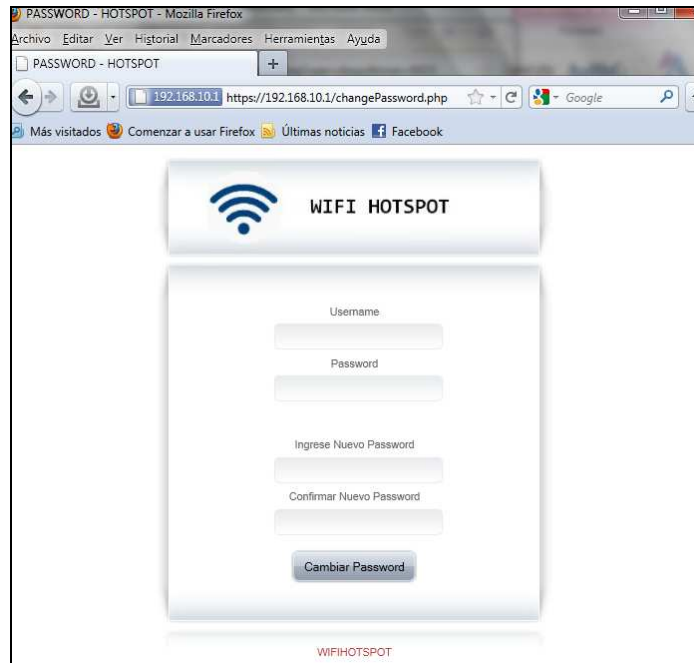 PASSWORD - HOTSPOT - Mozilla Firefox
Archivo Editar Ver Historial Marcadores Herramientas Ayuda
PASSWORD - HOTSPOT +
192.168.10.1 https://192.168.10.1/changePassword.php Google
Más visitados Comenzar a usar Firefox Últimas noticias Facebook
WIFI HOTSPOT
Username
Password
Ingrese Nuevo Password
Confirmar Nuevo Password
Cambiar Password
WIFIHOTSPOT